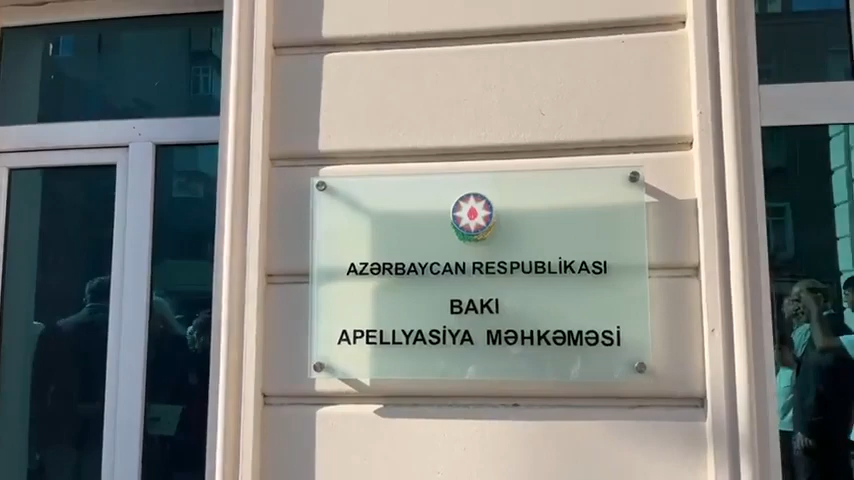 AZƏRBAYCAN RESPUBLİKASI
BAKI
APELLYASİYA MƏHKƏMƏSİ